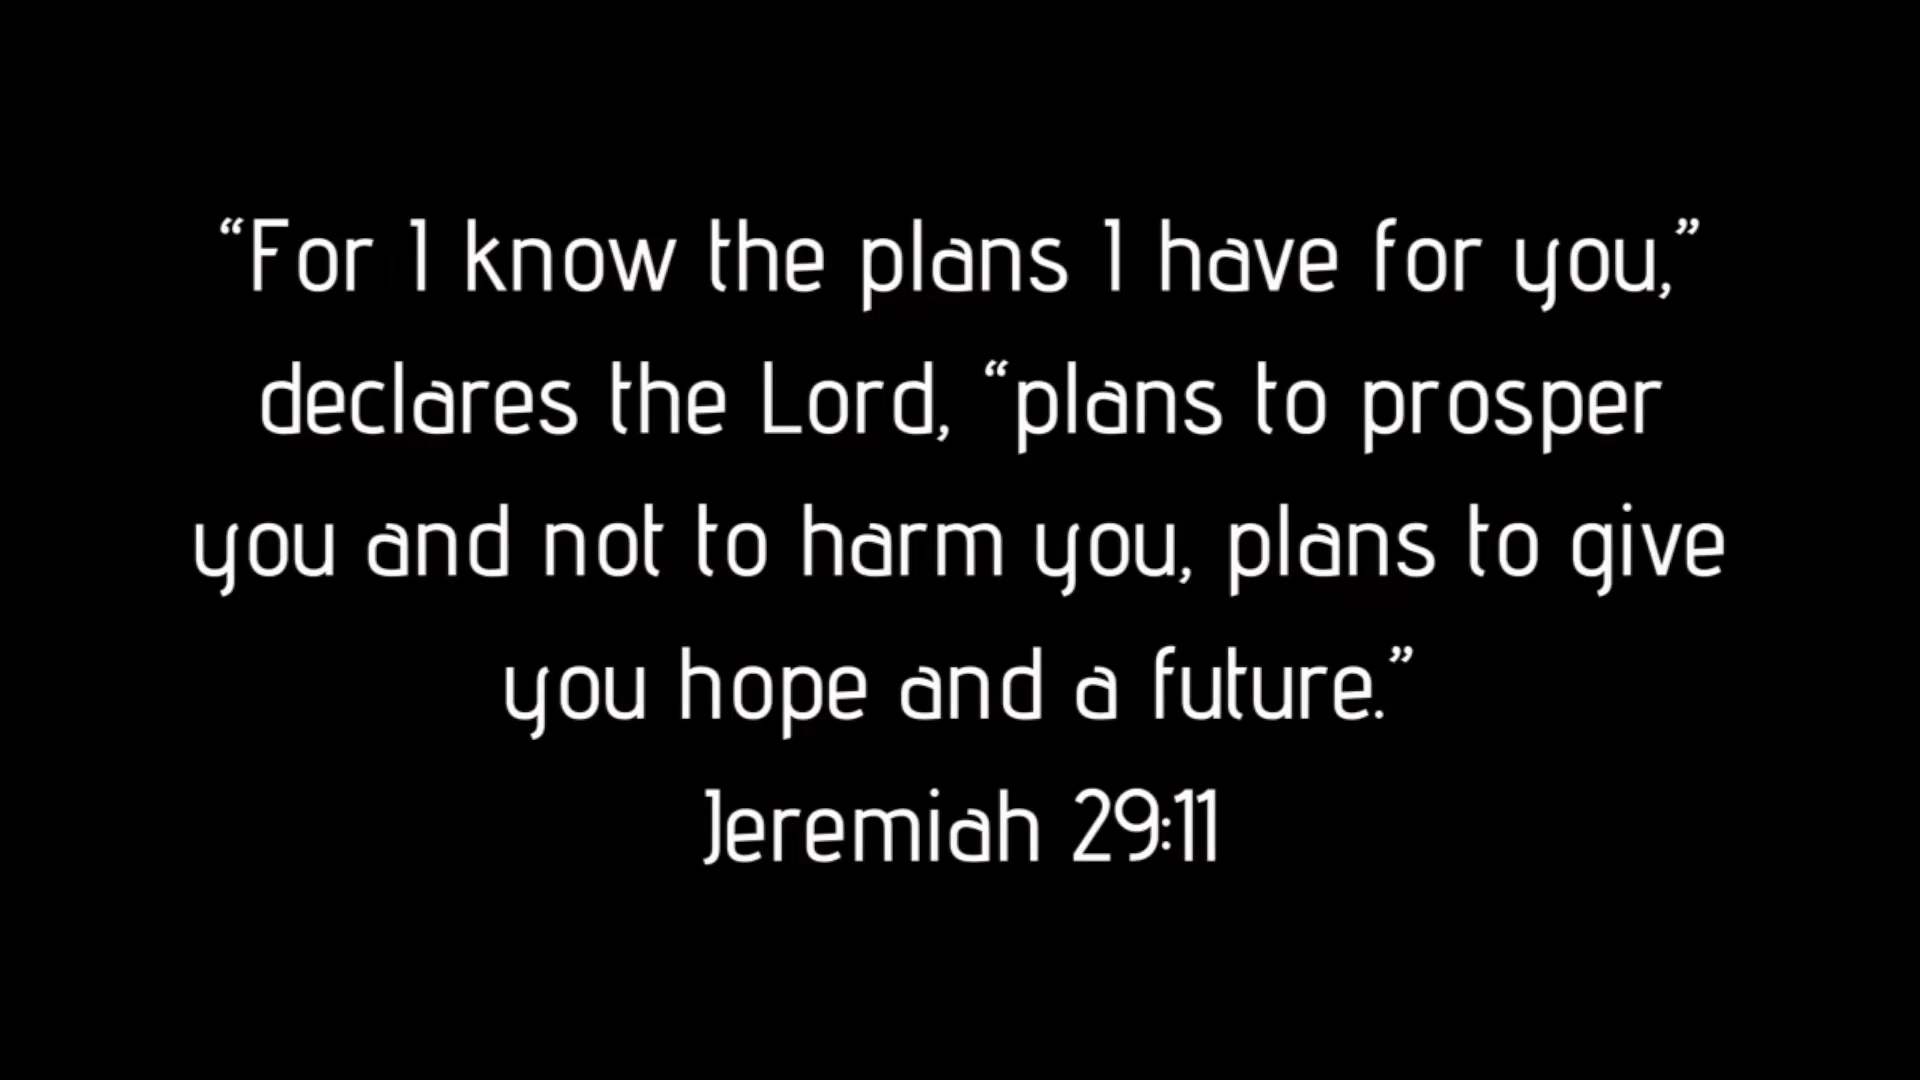 “For I know the plans I have for you,”
declares the Lord, “plans to prosper
you and not to harm you, plans to give
you hope and a future.”
Jeremiah 29:11